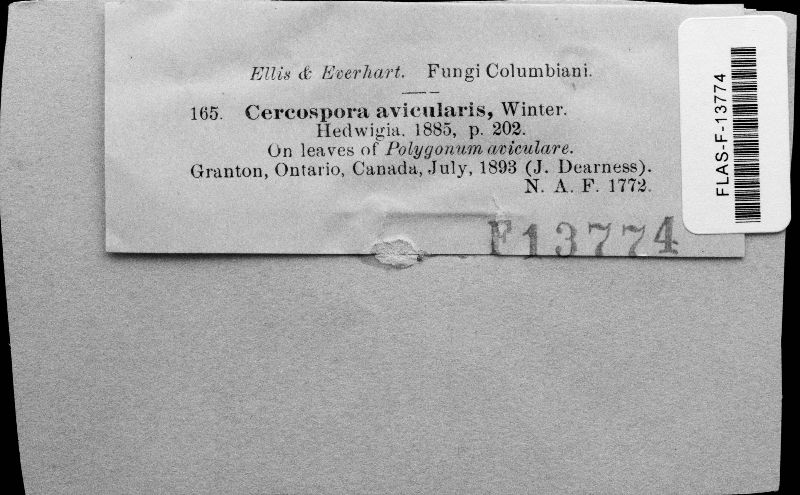 Ellis & Everhart. Fungi Columbiani.
165. Cercospora avicularis, Winter.
Hedwigia, 1885, p. 202.
On leaves of Polygonum aviculare.
Granton, Ontario, Canada, July, 1893 (J. Dearness).
N. A. F. 1772.
F13774
FLAS-F-13774